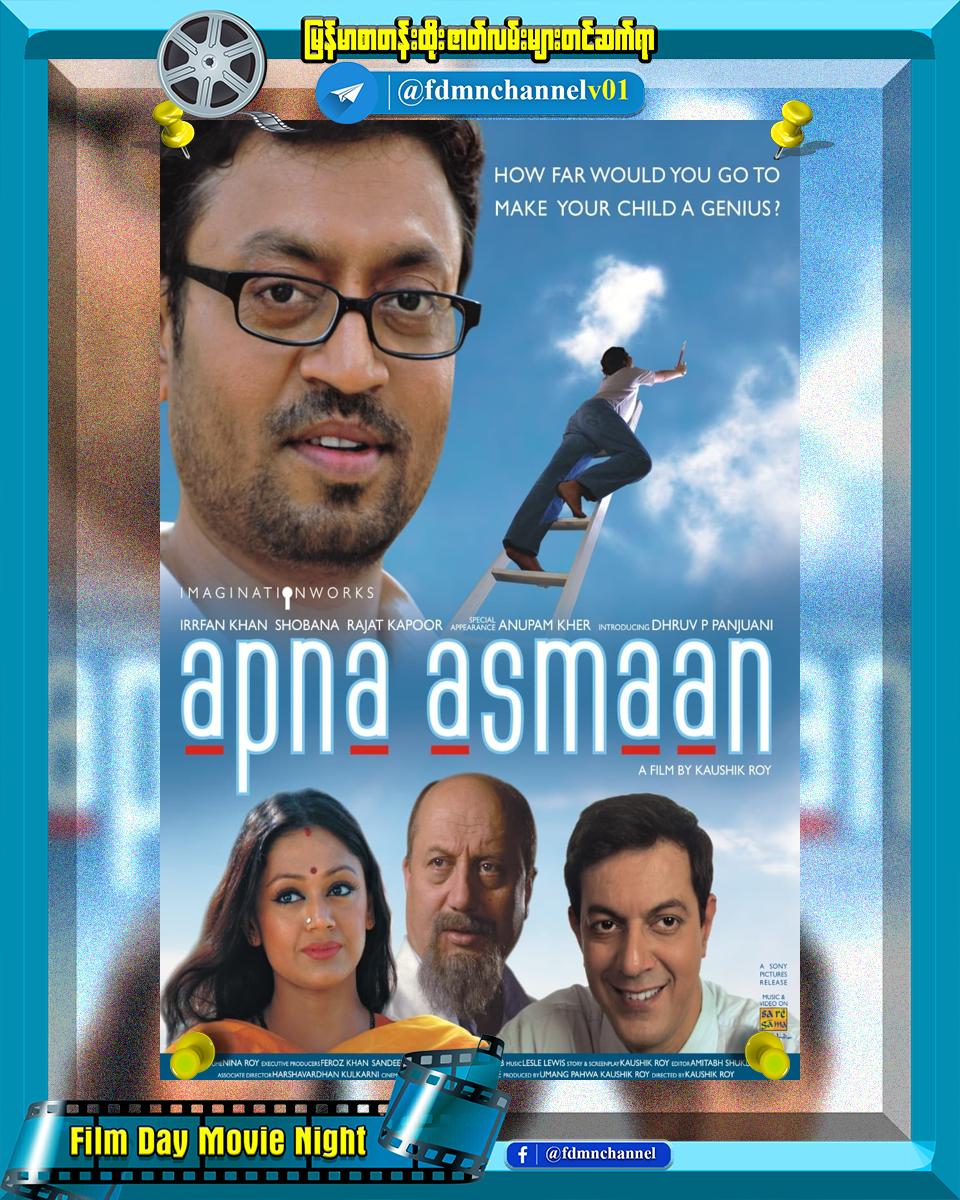 မြန်မာစာတန်းထိုးဇာတ်လမ်းများတင်ဆက်ရာ
@fdmnchannelv01
HOW FAR WOULD YOU GO TO
MAKE YOUR CHILD A GENIUS?
IMAGINATIONWORKS
IRRFAN KHAN SHOBANA RAJAT KAPOOR SPECIAL APPEARANCE ANUPAM KHER INTRODUCING DHRUV P PANJUANI
apna asmaan
A FILM BY KAUSHIK ROY
A SONY
PICTURES
RELEASE
MUSIC &
VIDEO ON
sa re
ga ma
NINA ROY EXECUTIVE PRODUCERS FEROZ KHAN SANDEE MUSIC LESLE LEWIS STORY & SCREENPLAY KAUSHIK ROY EDITOR AMITABH SHUK
ASSOCIATE DIRECTOR HARSHAVARDHAN KULKARNI PRODUCED BY UMANG PAHWA KAUSHIK ROY DIRECTED BY KAUSHIK ROY
Film Day Movie Night
@fdmnchannel